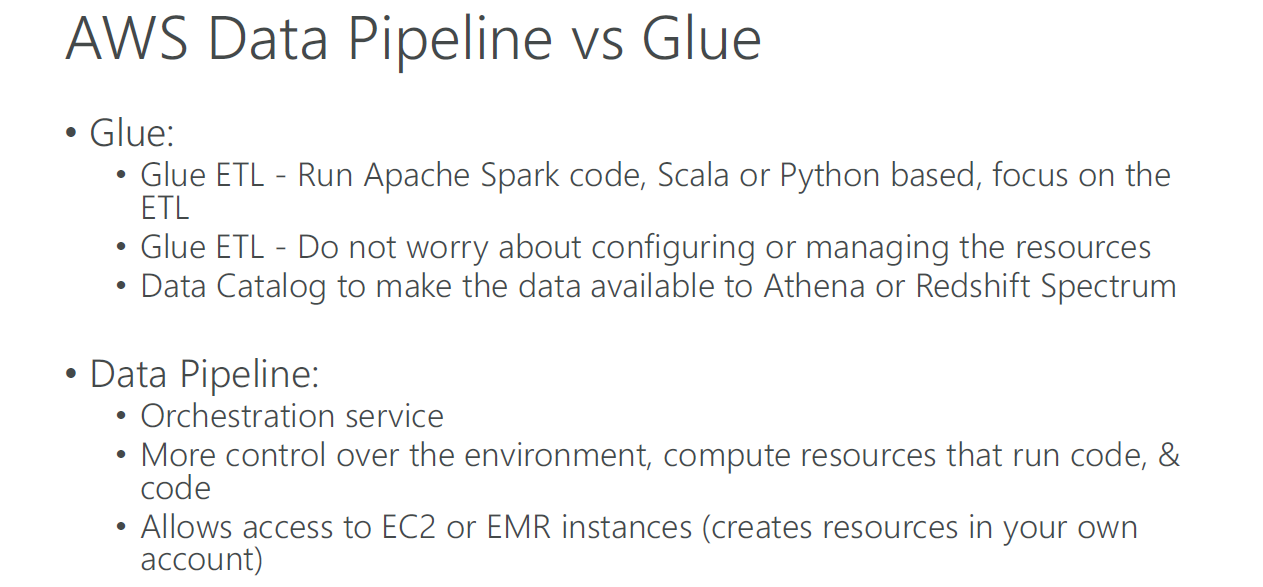 AWS Data Pipeline vs Glue
• Glue:
• Glue ETL - Run Apache Spark code, Scala or Python based, focus on the
ETL
• Glue ETL - Do not worry about configuring or managing the resources
• Data Catalog to make the data available to Athena or Redshift Spectrum
• Data Pipeline:
• Orchestration service
• More control over the environment, compute resources that run code, &
code
• Allows access to EC2 or EMR instances (creates resources in your own
account)